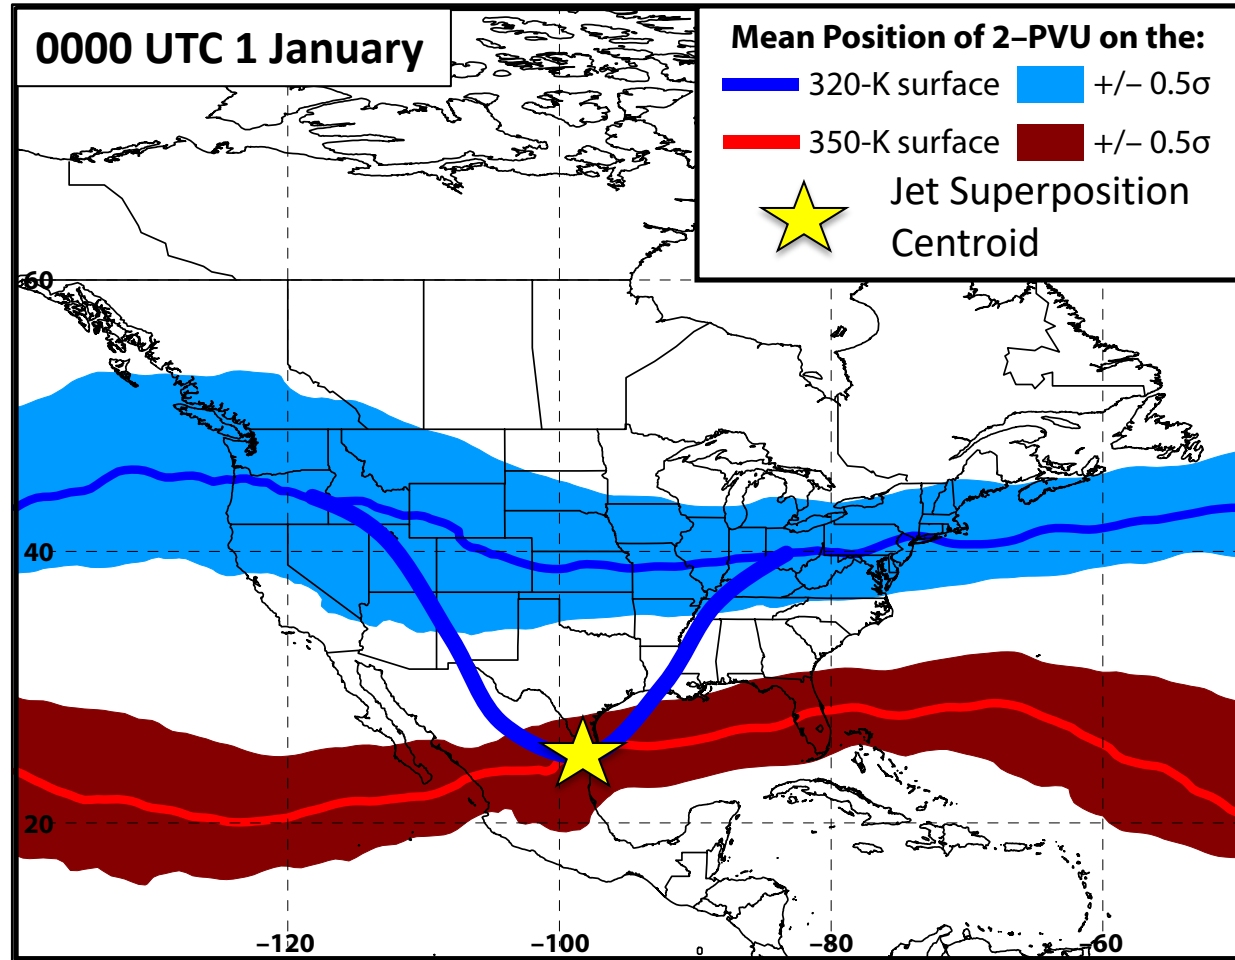 0000 UTC 1 January
Mean Position of 2–PVU on the:
320-K surface +/– 0.5σ
350-K surface +/– 0.5σ
Jet Superposition
Centroid
60
40
20
–120 –100 –80 –60